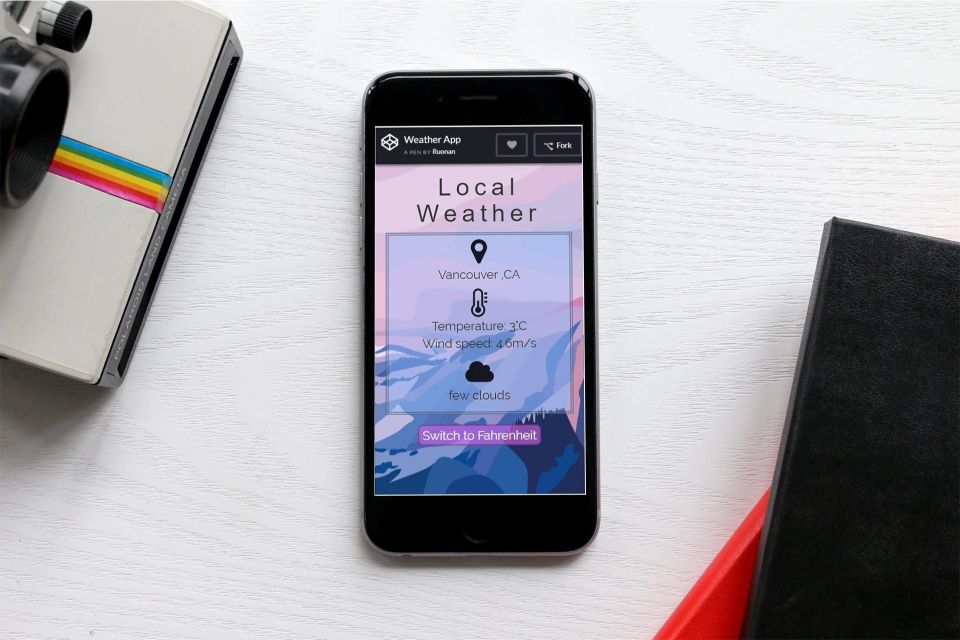 Weather App
A PEN BY Ruonan
Fork
Local
Weather
Vancouver ,CA
Temperature: 3°C
Wind speed: 4.6m/s
few clouds
Switch to Fahrenheit
POLAROID LAND CAMERA